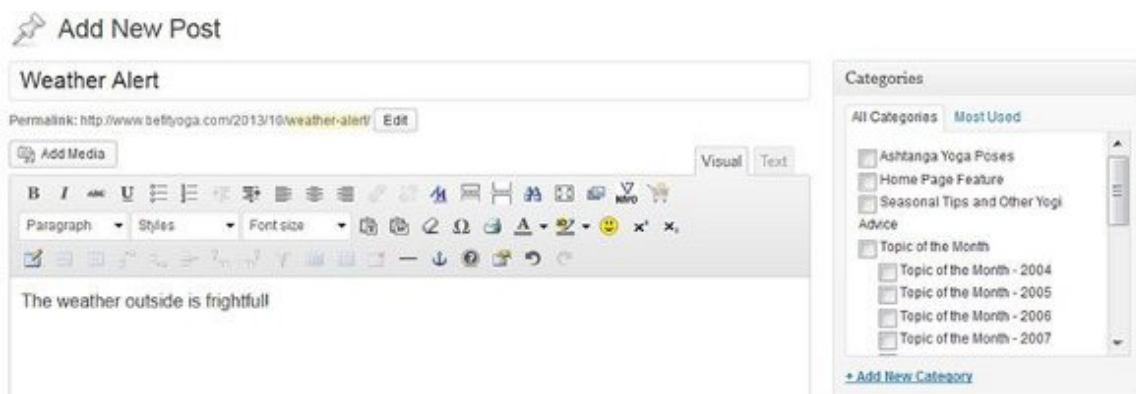 Add New Post
Weather Alert
Permalink: http://www.befityoga.com/2013/10/weather-alert/ Edit
Add Media
Visual Text
B I ABC U
Paragraph Styles Font size
The weather outside is frightful!
Categories
All Categories Most Used
Ashtanga Yoga Poses
Home Page Feature
Seasonal Tips and Other Yogi
Advice
Topic of the Month
Topic of the Month - 2004
Topic of the Month - 2005
Topic of the Month - 2006
Topic of the Month - 2007
+ Add New Category